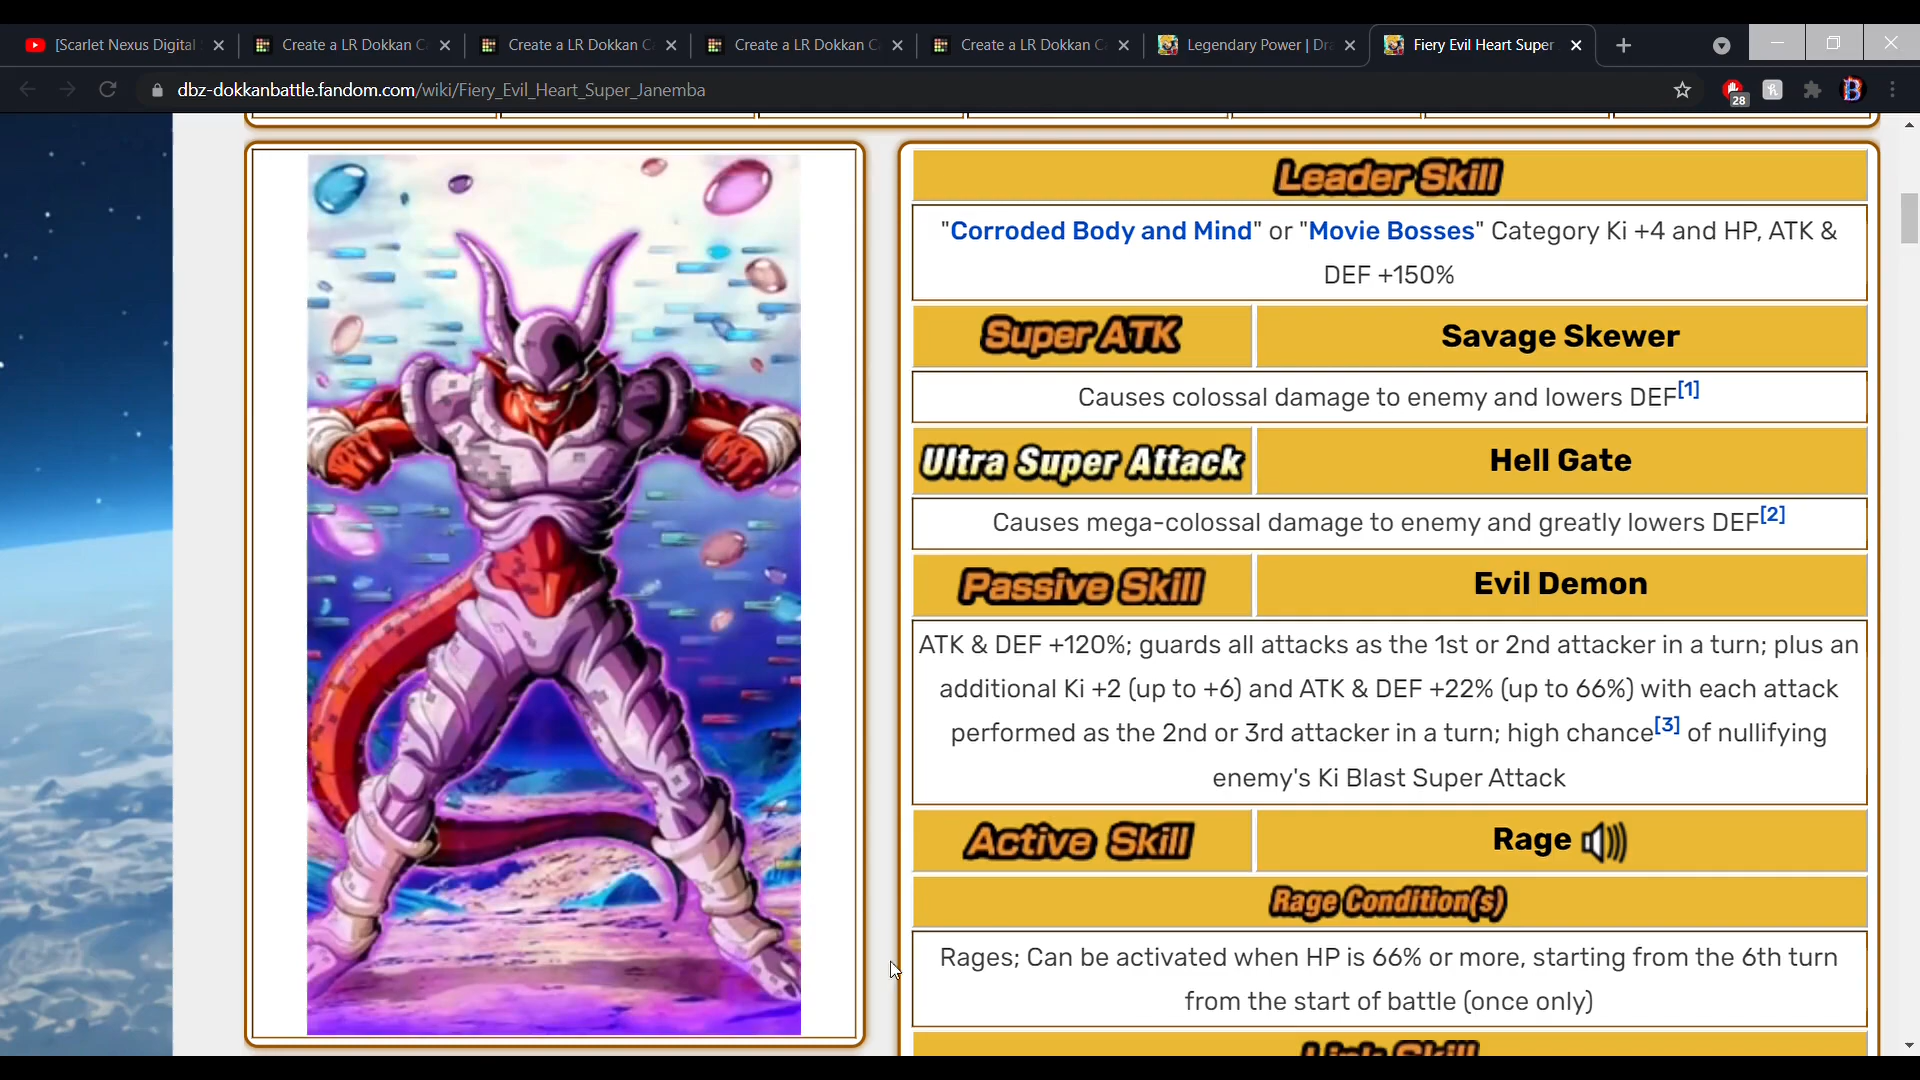 [Scarlet Nexus Digital
Create a LR Dokkan C
Create a LR Dokkan C
Create a LR Dokkan C
Create a LR Dokkan C
Legendary Power | Dra
Fiery Evil Heart Super
dbz-dokkanbattle.fandom.com/wiki/Fiery_Evil_Heart_Super_Janemba
28
Leader Skill
"Corroded Body and Mind" or "Movie Bosses" Category Ki +4 and HP, ATK &
DEF +150%
Super ATK
Savage Skewer
Causes colossal damage to enemy and lowers DEF[1]
Ultra Super Attack
Hell Gate
Causes mega-colossal damage to enemy and greatly lowers DEF[2]
Passive Skill
Evil Demon
ATK & DEF +120%; guards all attacks as the 1st or 2nd attacker in a turn; plus an
additional Ki +2 (up to +6) and ATK & DEF +22% (up to 66%) with each attack
performed as the 2nd or 3rd attacker in a turn; high chance[3] of nullifying
enemy's Ki Blast Super Attack
Active Skill
Rage
Rage Condition(s)
Rages; Can be activated when HP is 66% or more, starting from the 6th turn
from the start of battle (once only)
Link Skill